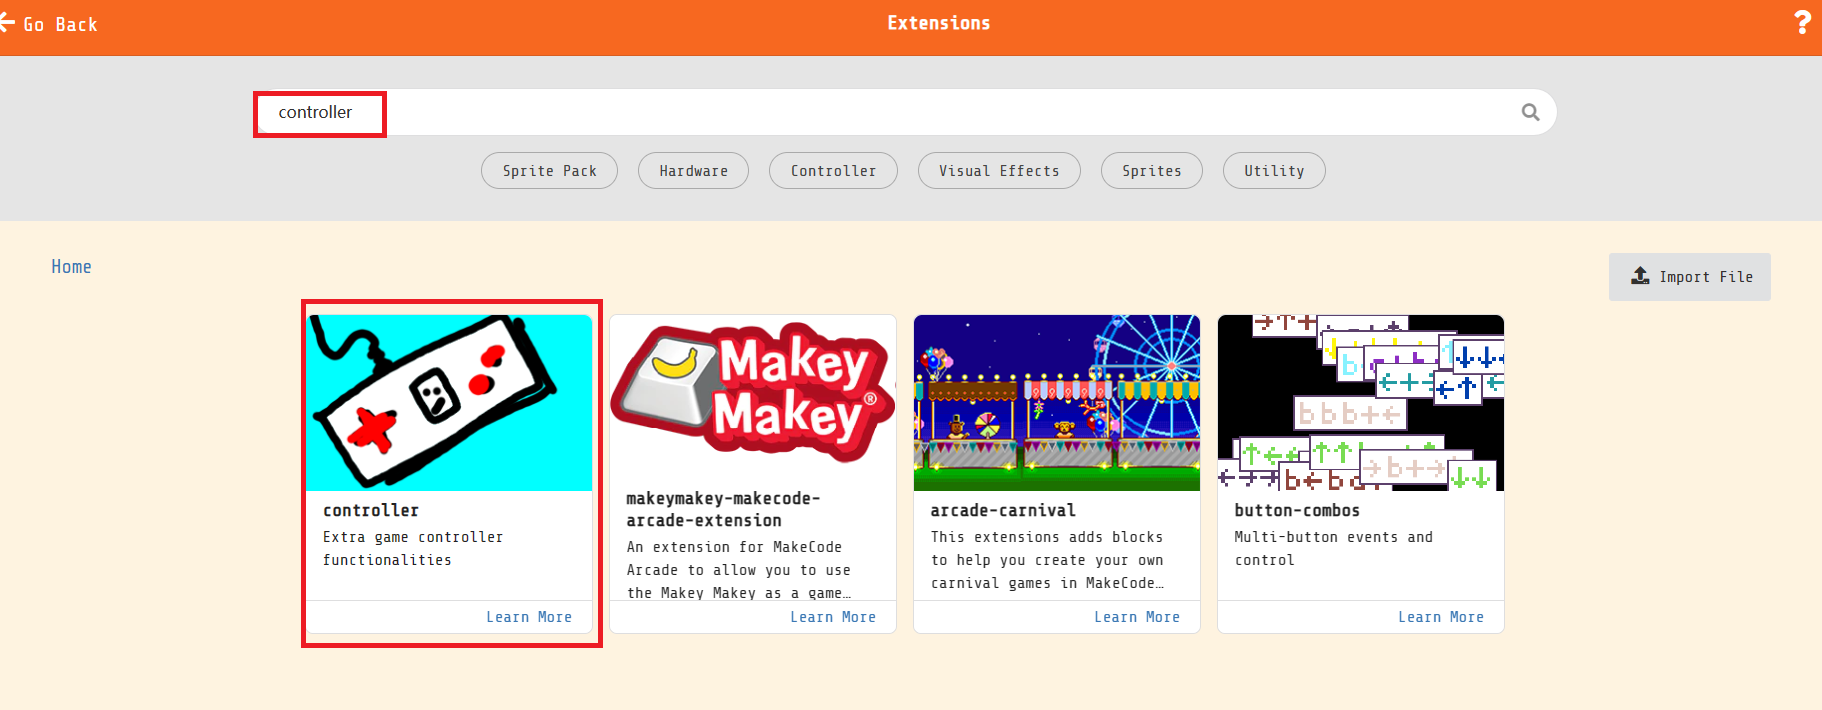 Go Back
Extensions
?
controller
Sprite Pack
Hardware
Controller
Visual Effects
Sprites
Utility
Home
Import File
controller
Extra game controller
functionalities
Learn More
Makey
Makey®
makeymakey-makecode-
arcade-extension
An extension for MakeCode
Arcade to allow you to use
the Makey Makey as a game…
Learn More
arcade-carnival
This extensions adds blocks
to help you create your own
carnival games in MakeCode…
Learn More
button-combos
Multi-button events and
control
Learn More